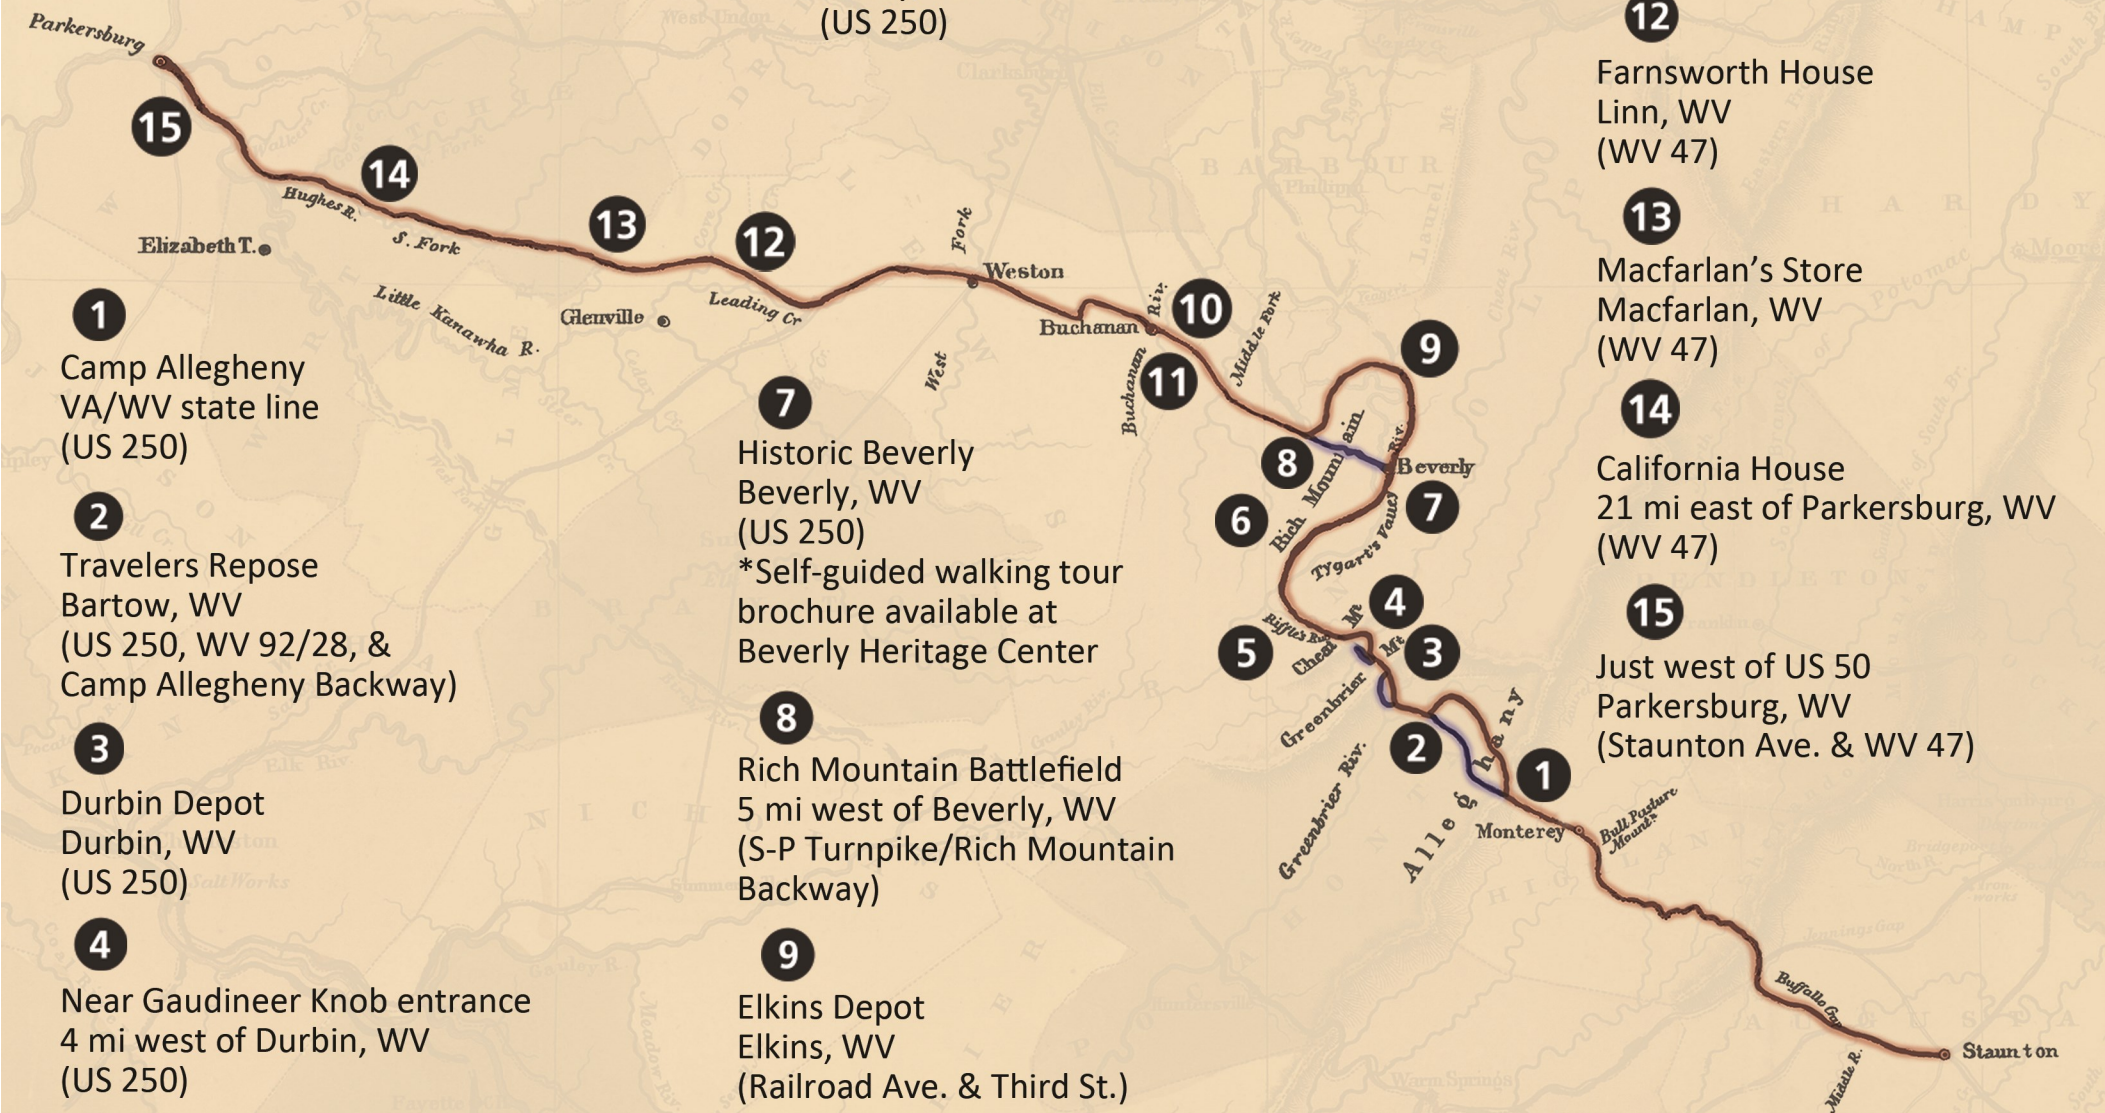 Parkersburg
15
Hughes R.
14
S. Fork
Elizabeth T.
Little Kanawha R.
13
12
Glenville
Leading Cr
Fork
West
Weston
Buchanan
Riv.
Buchanan
10
11
Middle Fork
9
8
Rich Mountain
Riv.
Beverly
7
6
Tygart's Valley
5
4
3
Cheat Mt
Greenbrier Mt
Greenbrier Riv.
2
1
Alleghany
Monterey
Bull Pasture
Mount.
Buffalo Gap
Middle R.
Staunton
1
Camp Allegheny
VA/WV state line
(US 250)
2
Travelers Repose
Bartow, WV
(US 250, WV 92/28, &
Camp Allegheny Backway)
3
Durbin Depot
Durbin, WV
(US 250)
4
Near Gaudineer Knob entrance
4 mi west of Durbin, WV
(US 250)
(US 250)
7
Historic Beverly
Beverly, WV
(US 250)
*Self-guided walking tour
brochure available at
Beverly Heritage Center
8
Rich Mountain Battlefield
5 mi west of Beverly, WV
(S-P Turnpike/Rich Mountain
Backway)
9
Elkins Depot
Elkins, WV
(Railroad Ave. & Third St.)
12
Farnsworth House
Linn, WV
(WV 47)
13
Macfarlan's Store
Macfarlan, WV
(WV 47)
14
California House
21 mi east of Parkersburg, WV
(WV 47)
15
Just west of US 50
Parkersburg, WV
(Staunton Ave. & WV 47)